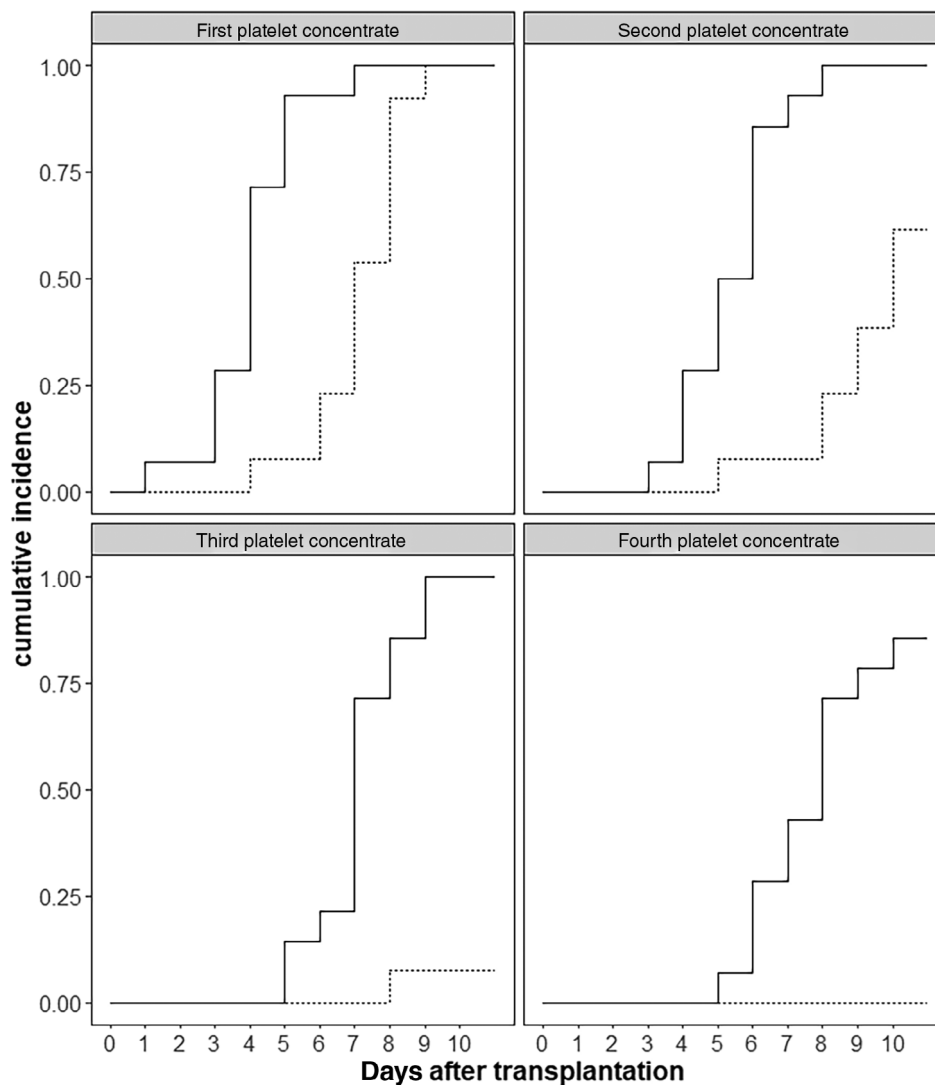 First platelet concentrate
Second platelet concentrate
1.00
0.75
0.50
0.25
0.00
Third platelet concentrate
Fourth platelet concentrate
1.00
0.75
0.50
0.25
0.00
cumulative incidence
0 1 2 3 4 5 6 7 8 9 10
0 1 2 3 4 5 6 7 8 9 10
Days after transplantation